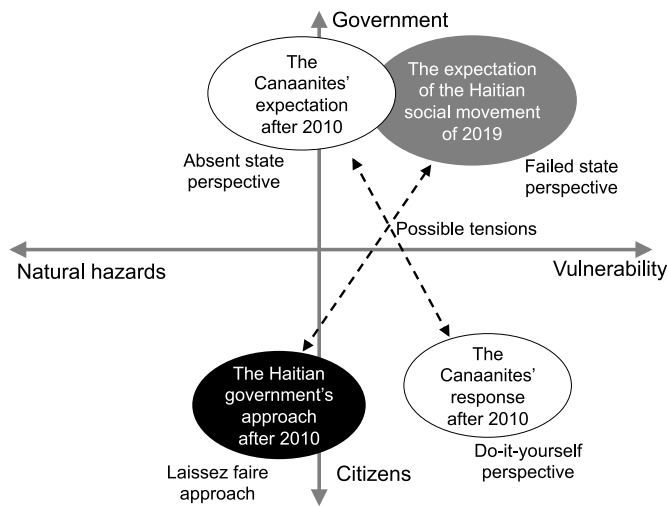 Government
The
Canaanites’
expectation
after 2010
The expectation
of the Haitian
social movement
of 2019
Absent state
perspective
Failed state
perspective
Possible tensions
Natural hazards
Vulnerability
The Haitian
government’s
approach
after 2010
The
Canaanites’
response
after 2010
Laissez faire
approach
Citizens
Do-it-yourself
perspective